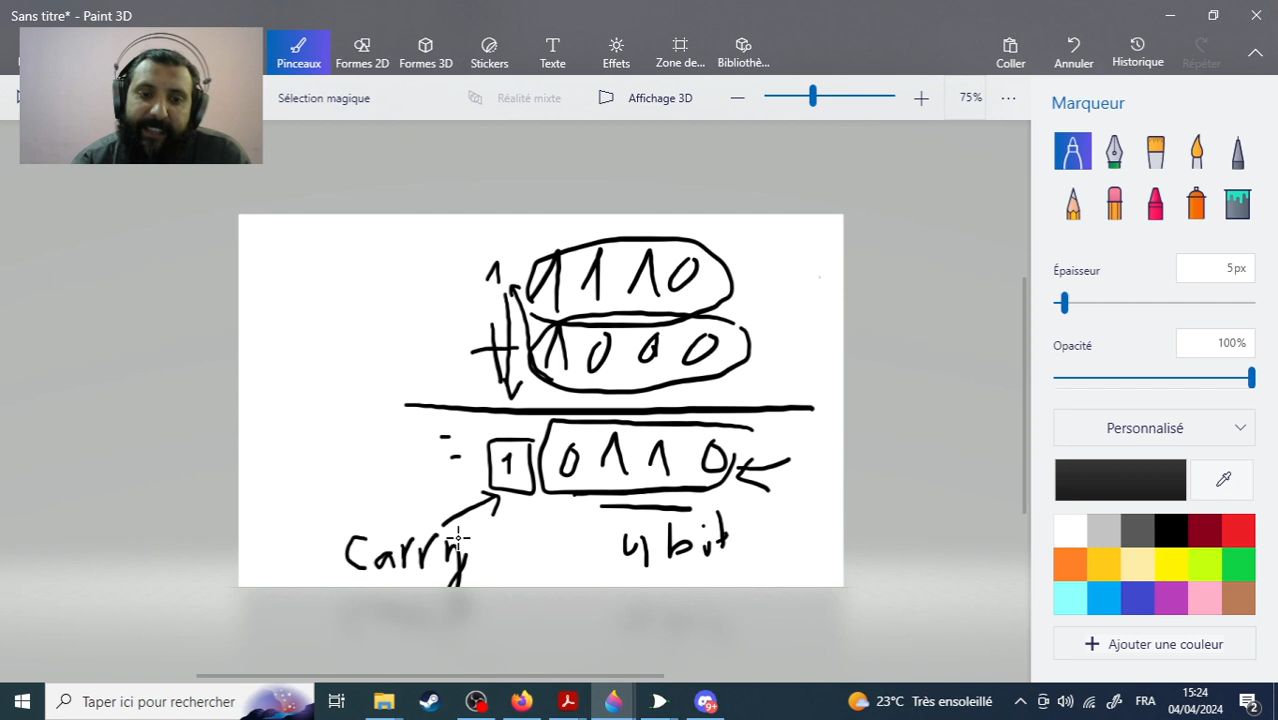 Sans titre* - Paint 3D
Pinceaux Formes 2D Formes 3D Stickers Texte Effets Zone de... Bibliothè... Coller Annuler Historique Répéter
Sélection magique Réalité mixte Affichage 3D 75%
Marqueur
Épaisseur 5px
Opacité 100%
Personnalisé
Ajouter une couleur
1 1 1 1 0
+ 1 0 0 0
= 1 0 1 1 0
Carry 4 bit
Taper ici pour rechercher 23°C Très ensoleillé FRA 15:24
04/04/2024 2